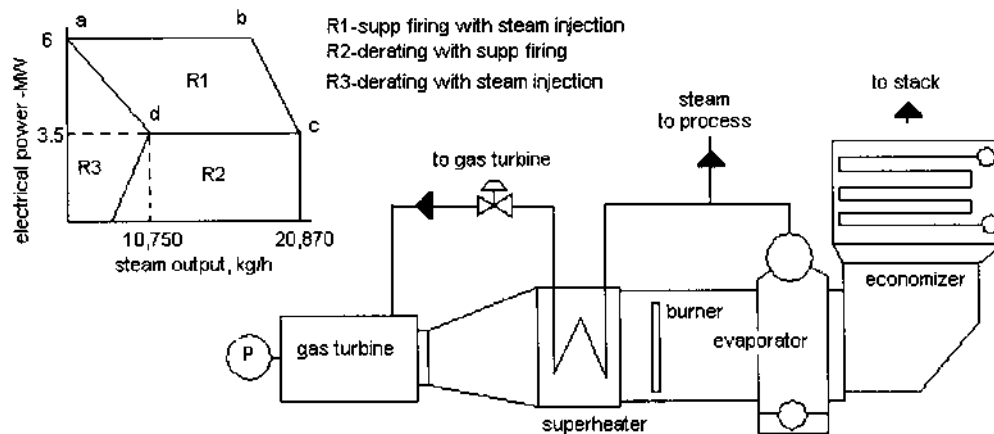 a
b
6
R1
d
c
3.5
R3
R2
10,750
20,870
electrical power -MW
steam output, kg/h
R1-supp firing with steam injection
R2-derating with supp firing
R3-derating with steam injection
to stack
steam
to process
to gas turbine
economizer
burner
evaporator
P
gas turbine
superheater